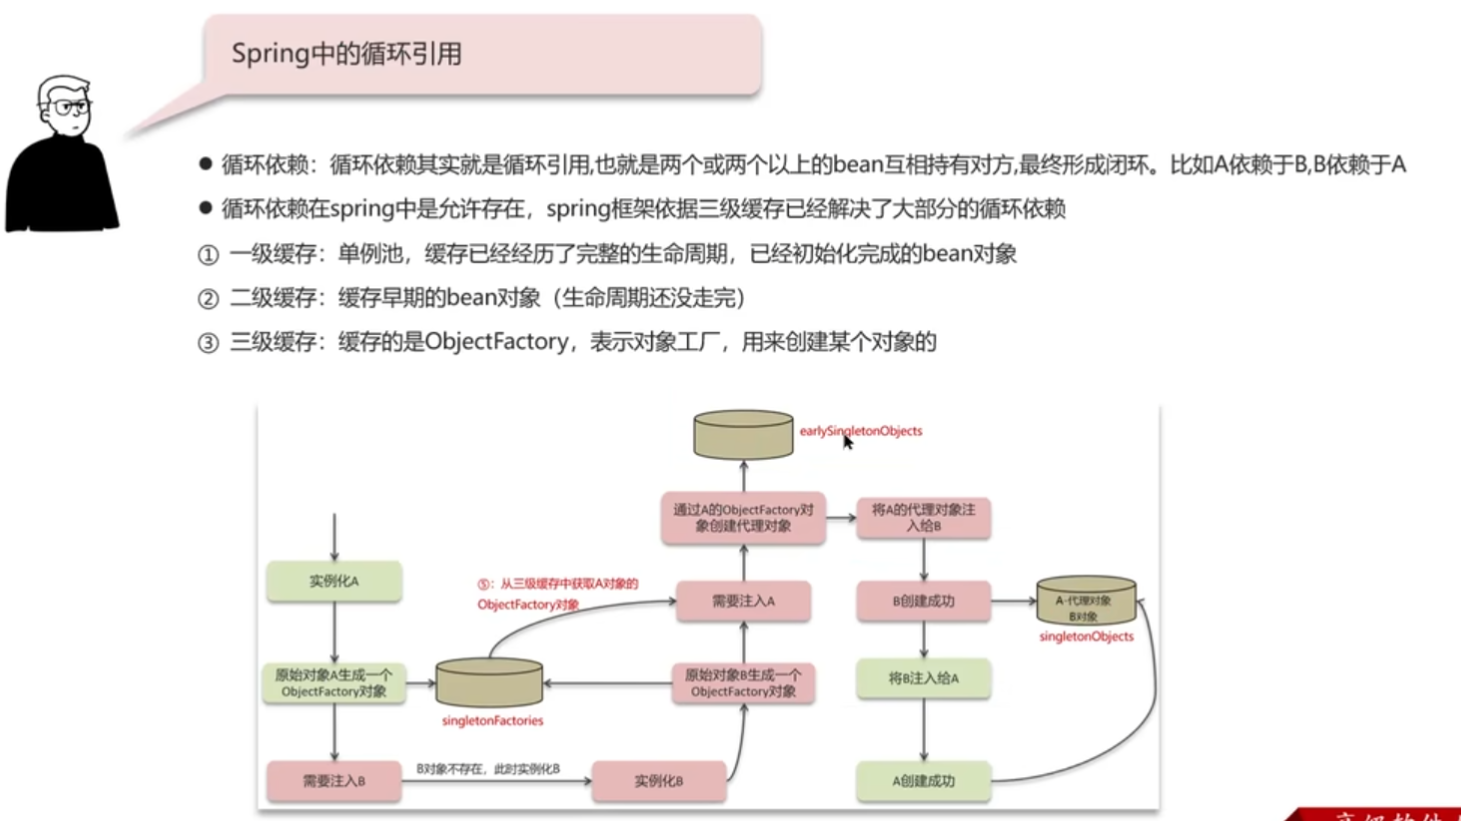 Spring中的循环引用
● 循环依赖：循环依赖其实就是循环引用,也就是两个或两个以上的bean互相持有对方,最终形成闭环。比如A依赖于B,B依赖于A
● 循环依赖在spring中是允许存在，spring框架依据三级缓存已经解决了大部分的循环依赖
① 一级缓存：单例池，缓存已经经历了完整的生命周期，已经初始化完成的bean对象
② 二级缓存：缓存早期的bean对象（生命周期还没走完）
③ 三级缓存：缓存的是ObjectFactory，表示对象工厂，用来创建某个对象的
earlySingletonObjects
通过A的ObjectFactory对
象创建代理对象
将A的代理对象注
入给B
实例化A
⑤：从三级缓存中获取A对象的
ObjectFactory对象
需要注入A
B创建成功
A-代理对象
B对象
singletonObjects
原始对象A生成一个
ObjectFactory对象
singletonFactories
原始对象B生成一个
ObjectFactory对象
将B注入给A
需要注入B
B对象不存在，此时实例化B
实例化B
A创建成功